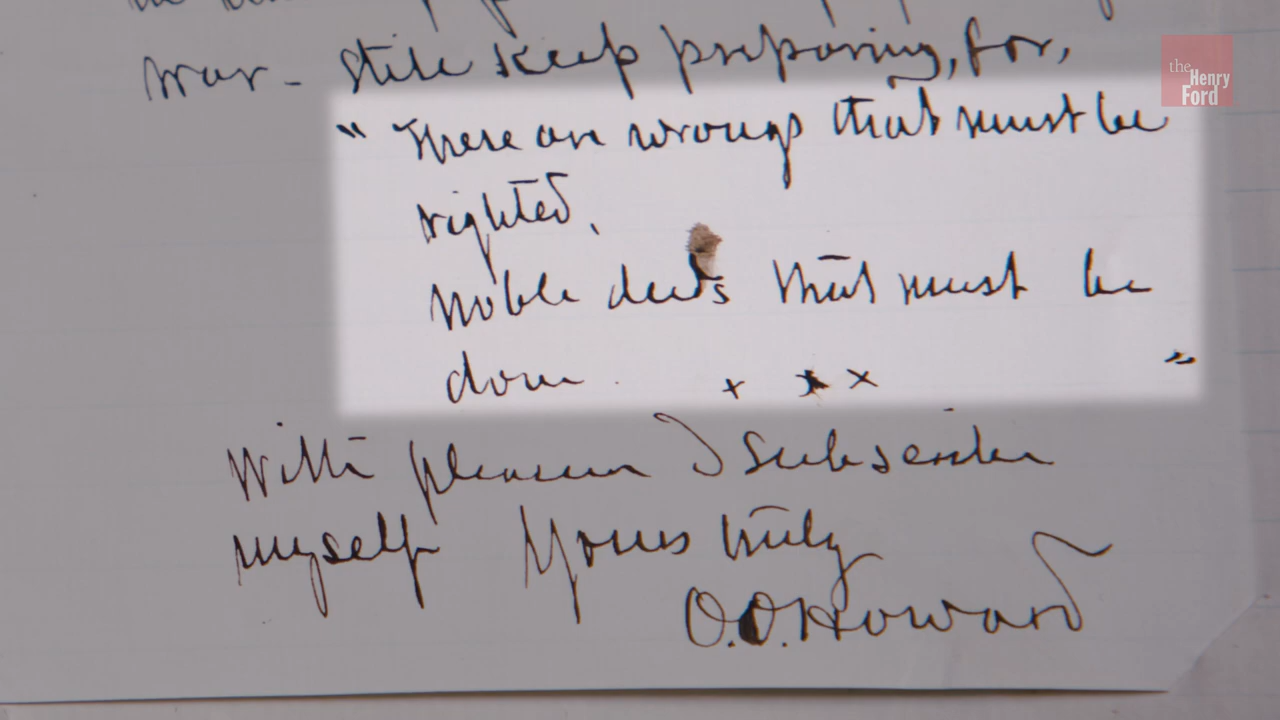 war - Still keep preparing, for,
" There are wrongs that must be
righted,
Noble deeds that must be
done. x x x "
With pleasure I subscribe
myself Yours truly
O.O. Howard
the
Henry
Ford